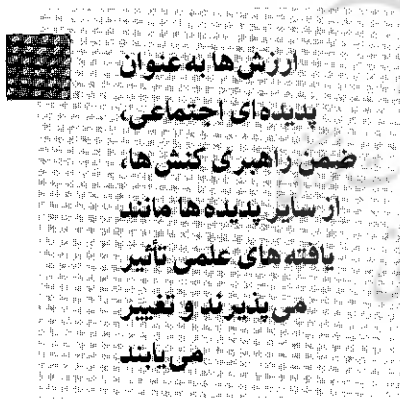 ارزش‌ها به عنوان
پدیده‌ای اجتماعی،
ضمن راهبری کنش‌ها،
از سایر پدیده‌ها مانند
یافته‌های علمی تأثیر
می‌پذیرند و تغییر
می‌یابند